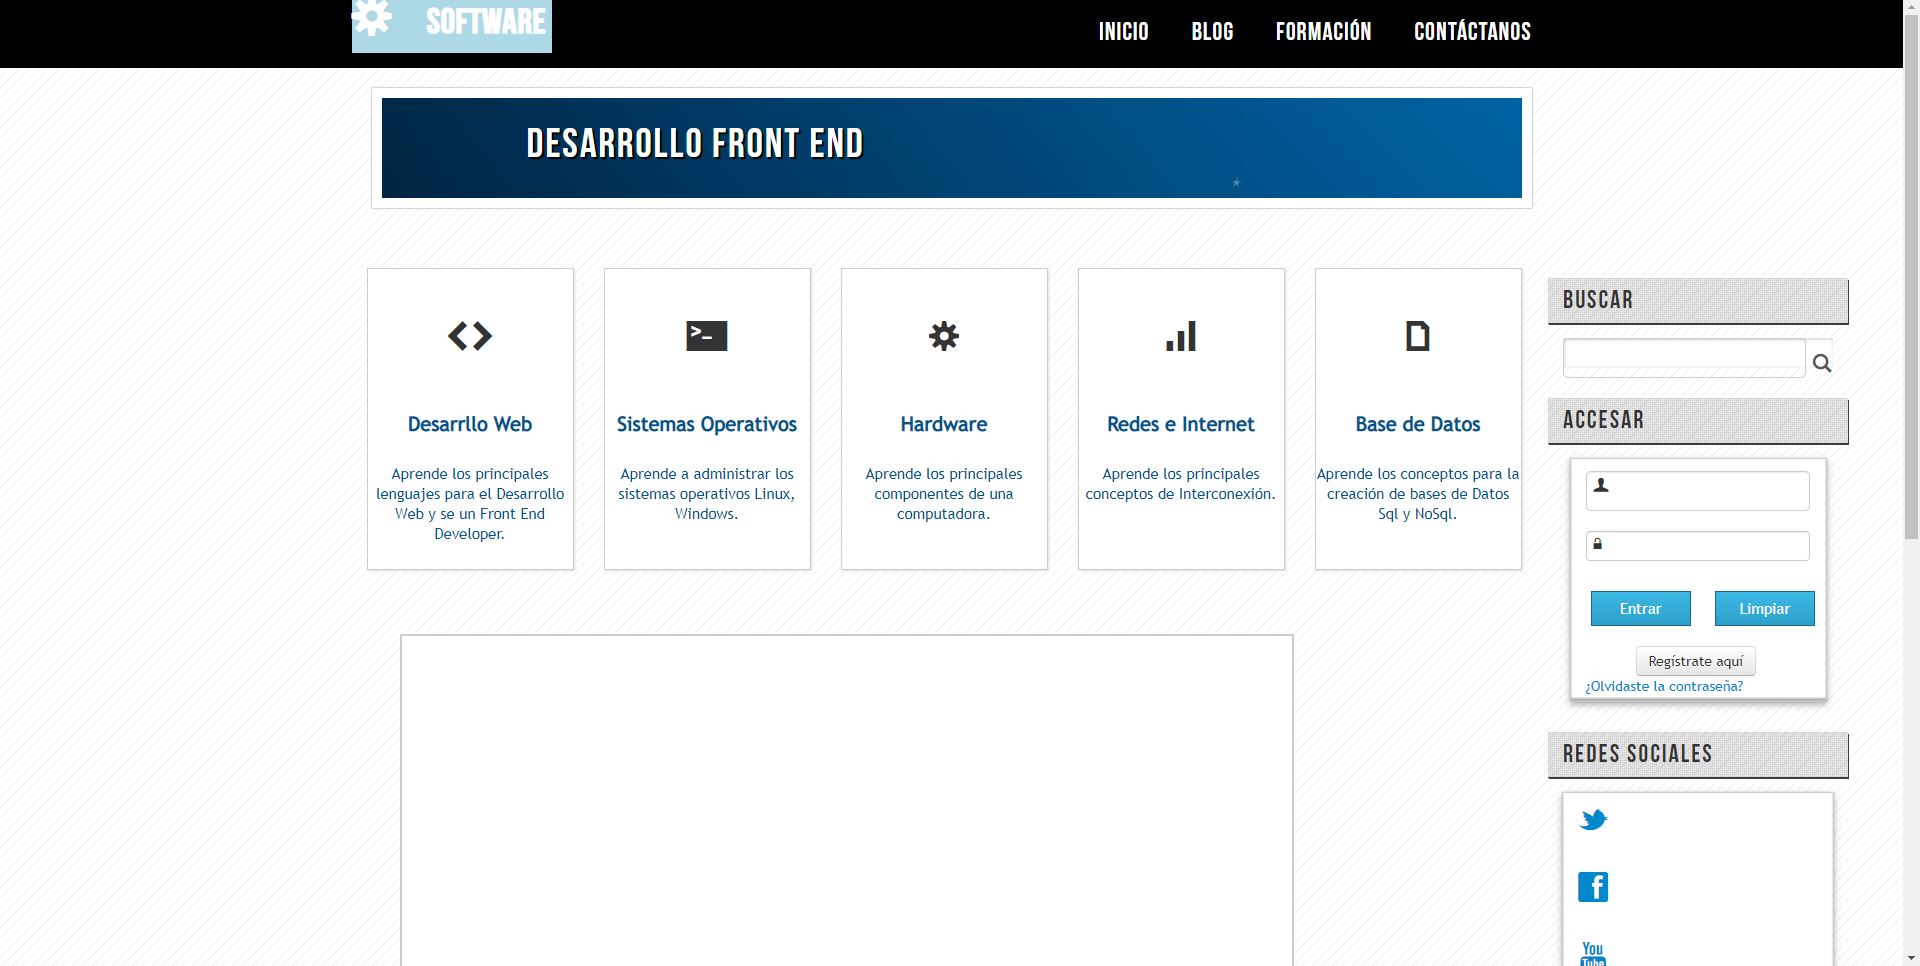 SOFTWARE
INICIO BLOG FORMACIÓN CONTÁCTANOS
DESARROLLO FRONT END
Desarrllo Web
Aprende los principales
lenguajes para el Desarrollo
Web y se un Front End
Developer.
Sistemas Operativos
Aprende a administrar los
sistemas operativos Linux,
Windows.
Hardware
Aprende los principales
componentes de una
computadora.
Redes e Internet
Aprende los principales
conceptos de Interconexión.
Base de Datos
Aprende los conceptos para la
creación de bases de Datos
Sql y NoSql.
BUSCAR
ACCESAR
Entrar Limpiar
Regístrate aquí
¿Olvidaste la contraseña?
REDES SOCIALES
You
Tube